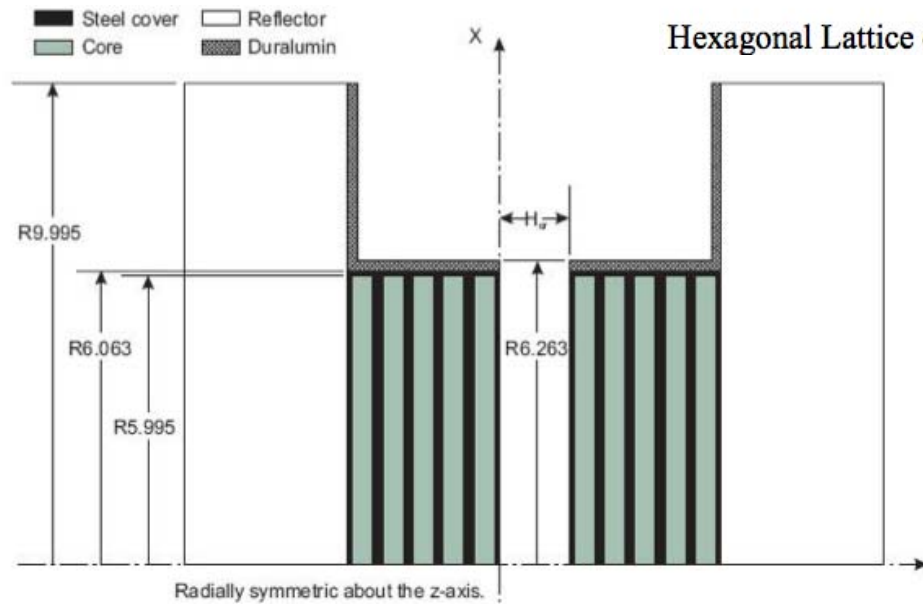 Steel cover
Reflector
Core
Duralumin
X
Hexagonal Lattice
R9.995
R6.063
R5.995
R6.263
Radially symmetric about the z-axis.